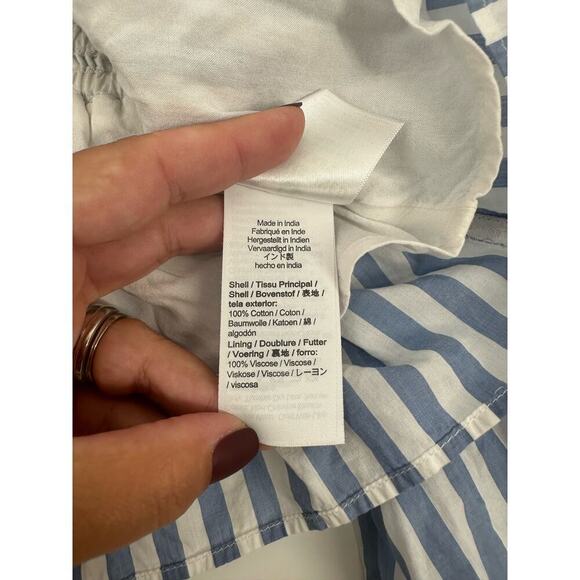 Made in India
Fabriqué en Inde
Hergestellt in Indien
Vervaardigd in India
インド製
hecho en india
Shell / Tissu Principal /
Shell / Bovenstof / 表地 /
tela exterior:
100% Cotton / Coton /
Baumwolle / Katoen / 綿 /
algodón
Lining / Doublure / Futter
/ Voering / 裏地 / forro:
100% Viscose / Viscose /
Viskose / Viscose / レーヨン
/ viscosa